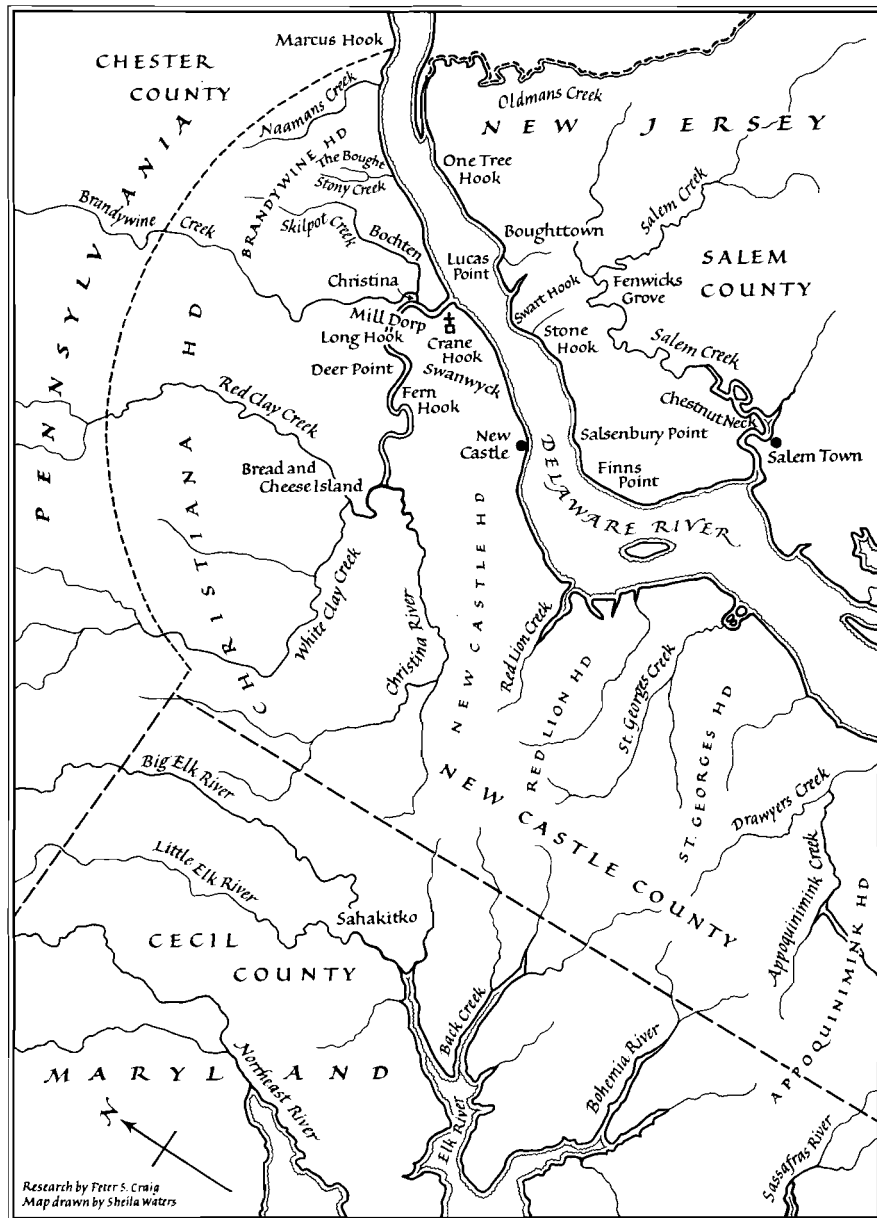 Marcus Hook
CHESTER
COUNTY
Naamans Creek
Oldmans Creek
NEW JERSEY
PENNSYLVANIA
BRANDYWINE HD
The Bought
Stony Creek
One Tree
Hook
Brandywine Creek
Skilpot Creek
Bochten
Boughttown
Salem Creek
Lucas
Point
SALEM
COUNTY
Christina
Swart Hook
Fenwicks
Grove
Mill Dorp
Long Hook
Crane
Hook
Stone
Hook
Salem Creek
Deer Point
Swanwyck
Fern
Hook
Red Clay Creek
Chestnut Neck
CHRISTIANA HD
New
Castle
Salsenbury Point
Salem Town
Bread and
Cheese Island
Finns
Point
DELAWARE RIVER
NEW CASTLE HD
White Clay Creek
Christina River
Red Lion Creek
RED LION HD
St. Georges Creek
ST. GEORGES HD
Big Elk River
NEW CASTLE COUNTY
Drawyers Creek
Little Elk River
Appoquinimink Creek
Sahakitko
CECIL
COUNTY
APPOQUINIMINK HD
Back Creek
Bohemia River
MARYLAND
Northeast River
N
Elk River
Sassafras River
Research by Peter S. Craig
Map drawn by Sheila Waters